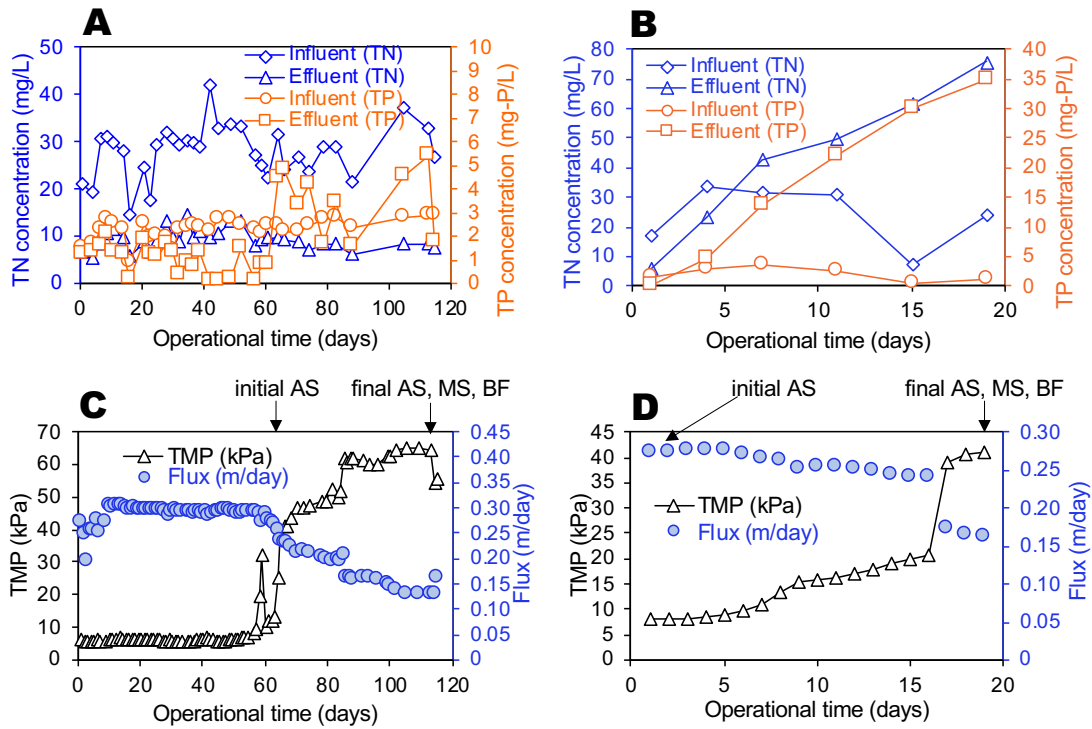 A
TN concentration (mg/L)
50
40
30
20
10
0
Influent (TN)
Effluent (TN)
Influent (TP)
Effluent (TP)
10
9
8
7
6
5
4
3
2
1
0
TP concentration (mg-P/L)
0 20 40 60 80 100 120
Operational time (days)
B
TN concentration (mg/L)
80
70
60
50
40
30
20
10
0
Influent (TN)
Effluent (TN)
Influent (TP)
Effluent (TP)
40
35
30
25
20
15
10
5
0
TP concentration (mg-P/L)
0 5 10 15 20
Operational time (days)
C
initial AS
final AS, MS, BF
TMP (kPa)
70
60
50
40
30
20
10
0
TMP (kPa)
Flux (m/day)
0.45
0.40
0.35
0.30
0.25
0.20
0.15
0.10
0.05
0
Flux (m/day)
0 20 40 60 80 100 120
Operational time (days)
D
initial AS
final AS, MS, BF
TMP (kPa)
45
40
35
30
25
20
15
10
5
0
TMP (kPa)
Flux (m/day)
0.30
0.25
0.20
0.15
0.10
0.05
0
Flux (m/day)
0 5 10 15 20
Operational time (days)